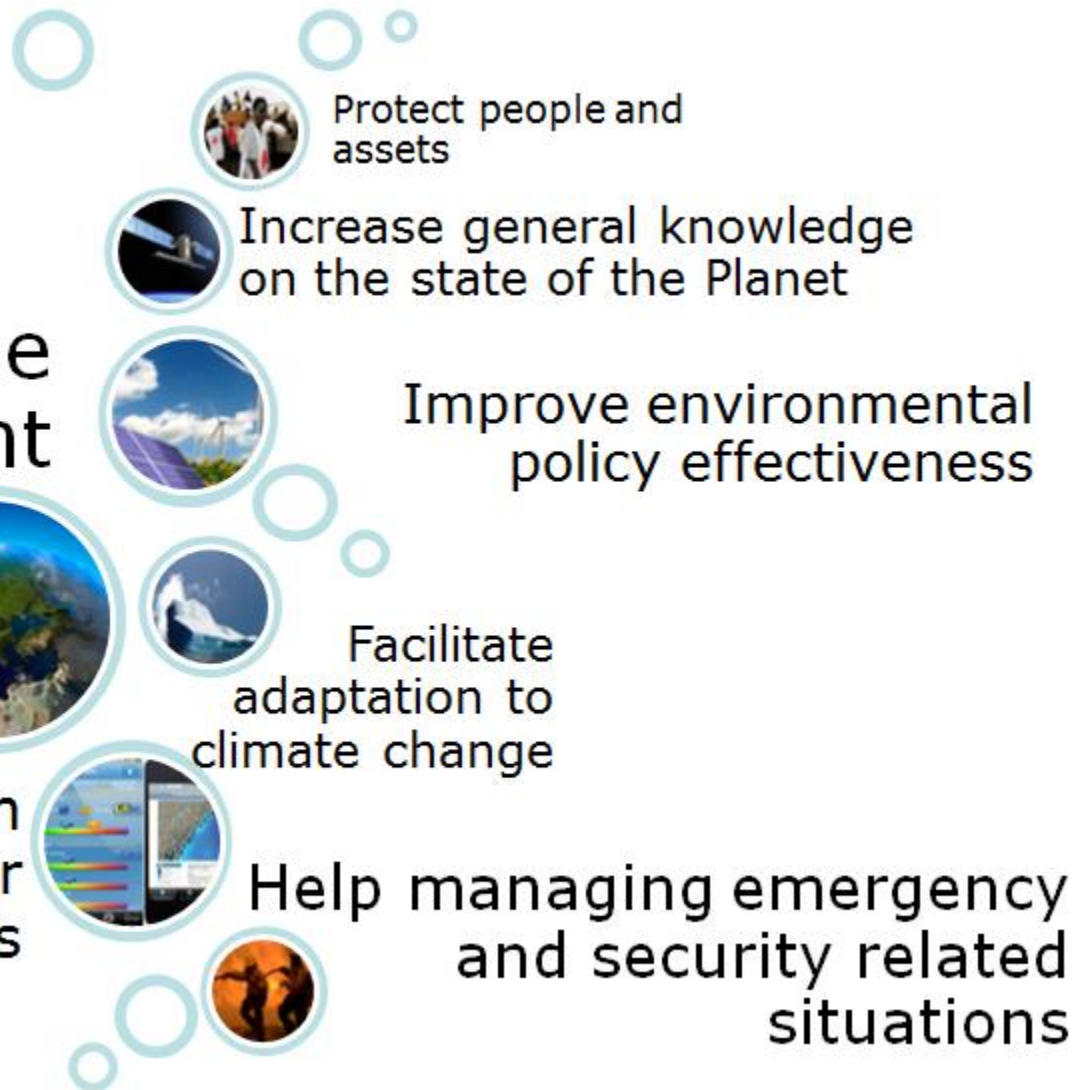 Protect people and
assets
Increase general knowledge
on the state of the Planet
Improve environmental
policy effectiveness
Facilitate
adaptation to
climate change
Help managing emergency
and security related
situations